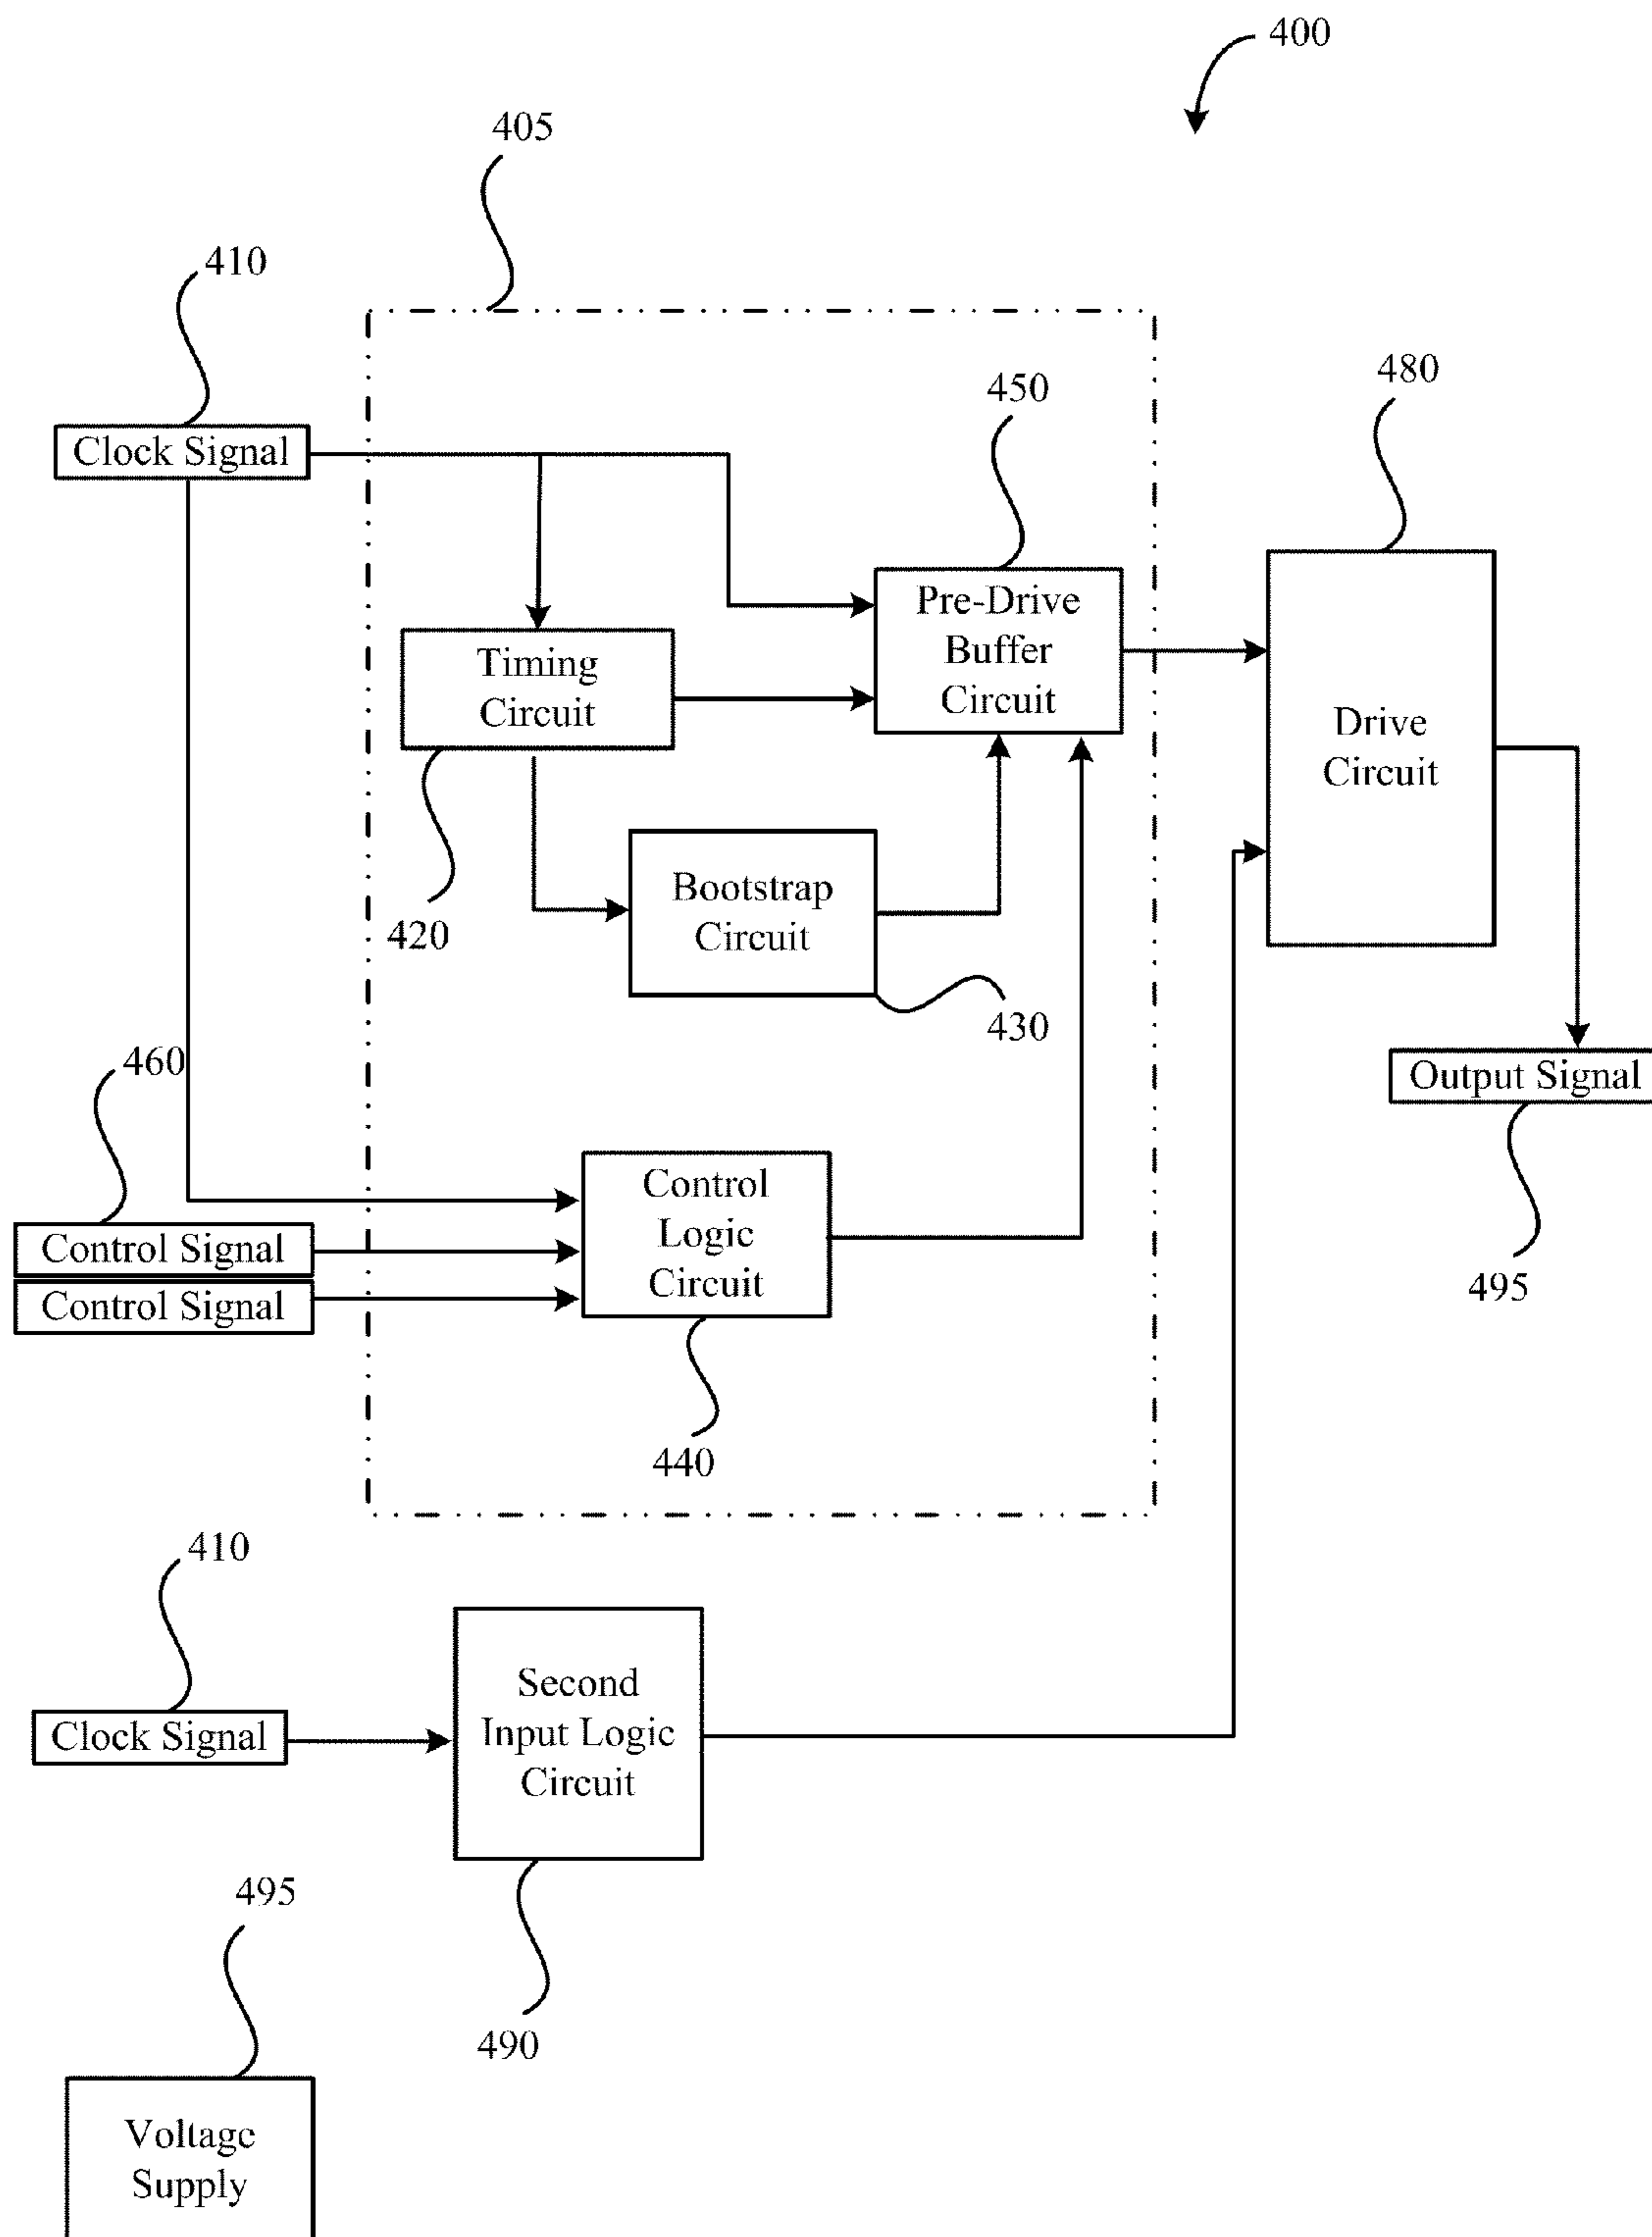 400
405
410
Clock Signal
450
480
Pre-Drive
Buffer
Circuit
Timing
Circuit
Drive
Circuit
420
Bootstrap
Circuit
430
460
Output Signal
495
Control Signal
Control Signal
Control
Logic
Circuit
440
410
Clock Signal
Second
Input Logic
Circuit
490
495
Voltage
Supply